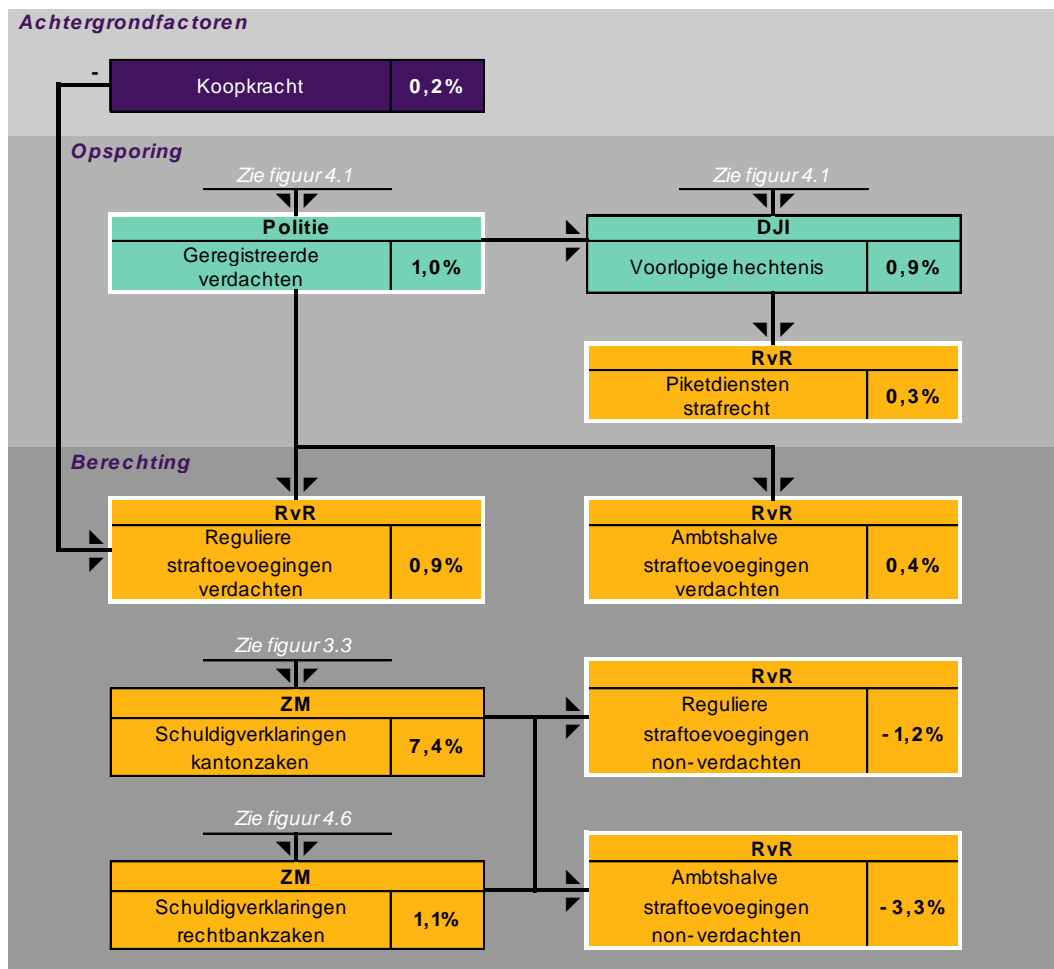 Achtergrondfactoren
-
Koopkracht
0,2%
Opsporing
Zie figuur 4.1
Zie figuur 4.1
Politie
Geregistreerde
verdachten
1,0%
DJI
Voorlopige hechtenis
0,9%
RvR
Piketdiensten
strafrecht
0,3%
Berechting
RvR
Reguliere
straftoevoegingen
verdachten
0,9%
RvR
Ambtshalve
straftoevoegingen
verdachten
0,4%
Zie figuur 3.3
ZM
Schuldigverklaringen
kantonzaken
7,4%
RvR
Reguliere
straftoevoegingen
non-verdachten
-1,2%
Zie figuur 4.6
ZM
Schuldigverklaringen
rechtbankzaken
1,1%
RvR
Ambtshalve
straftoevoegingen
non-verdachten
-3,3%